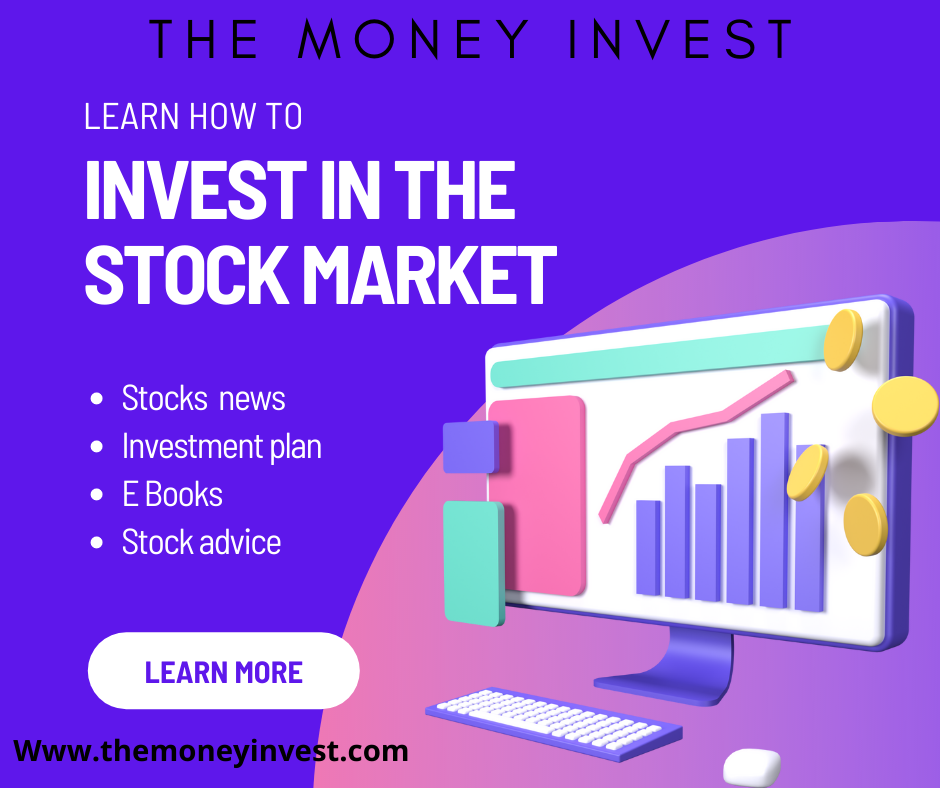 THE MONEY INVEST
LEARN HOW TO
INVEST IN THE
STOCK MARKET
• Stocks news
• Investment plan
• E Books
• Stock advice
LEARN MORE
Www.themoneyinvest.com